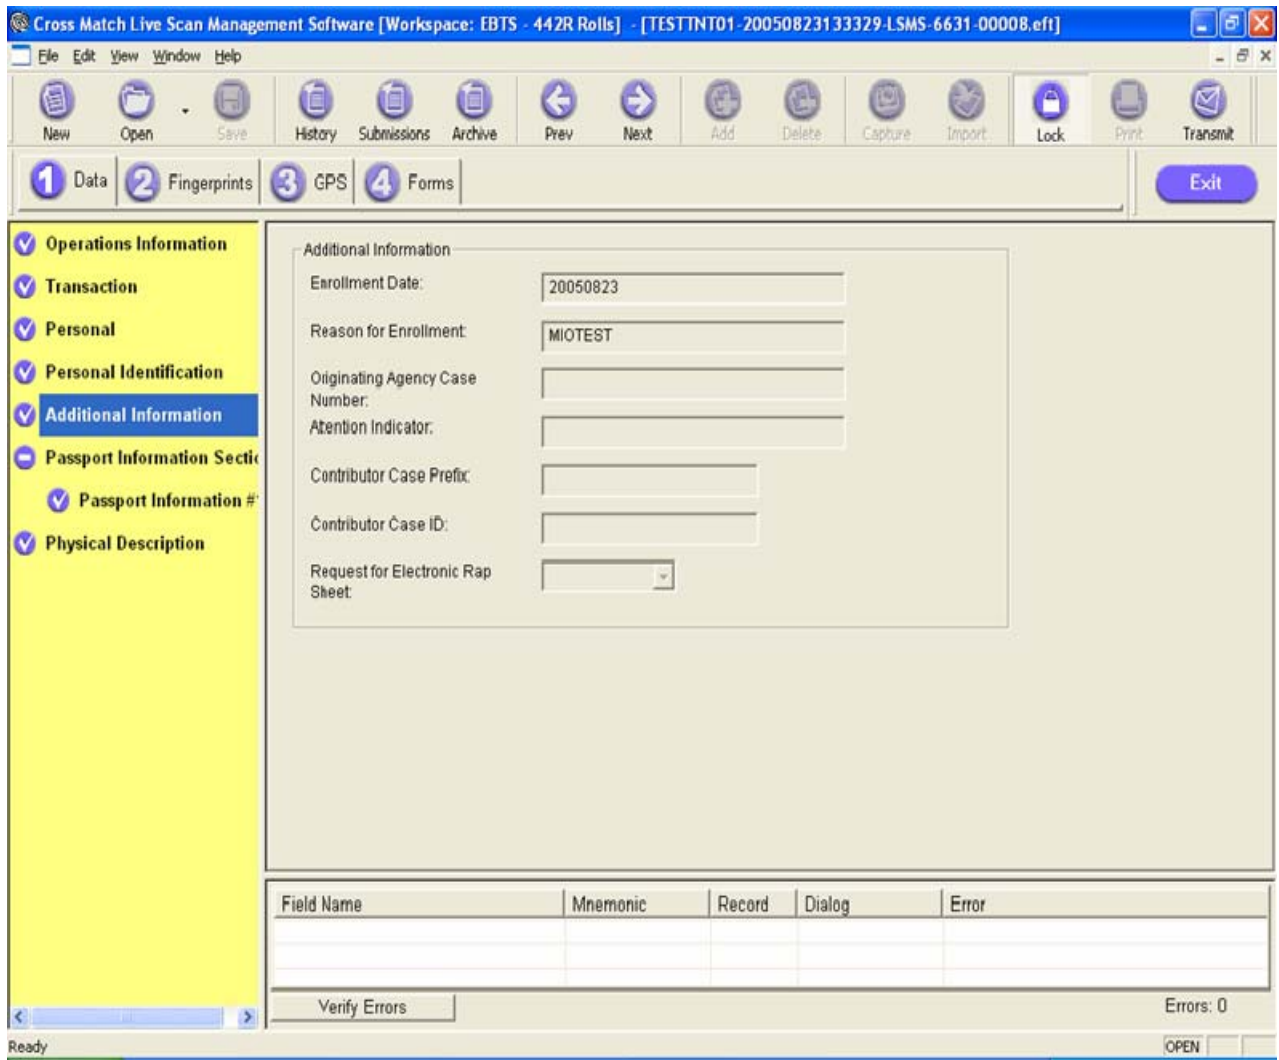 Cross Match Live Scan Management Software [Workspace: EBTS - 442R Rolls] - [TESTTNT01-20050823133329-LSMS-6631-00008.eft]
File Edit View Window Help
New Open Save History Submissions Archive Prev Next Add Delete Capture Import Lock Print Transmit
1 Data 2 Fingerprints 3 GPS 4 Forms Exit
Operations Information
Transaction
Personal
Personal Identification
Additional Information
Passport Information Sectio
Passport Information #
Physical Description
Additional Information
Enrollment Date: 20050823
Reason for Enrollment: MIOTEST
Originating Agency Case
Number:
Attention Indicator:
Contributor Case Prefix:
Contributor Case ID:
Request for Electronic Rap
Sheet:
Field Name Mnemonic Record Dialog Error
Verify Errors Errors: 0
Ready OPEN